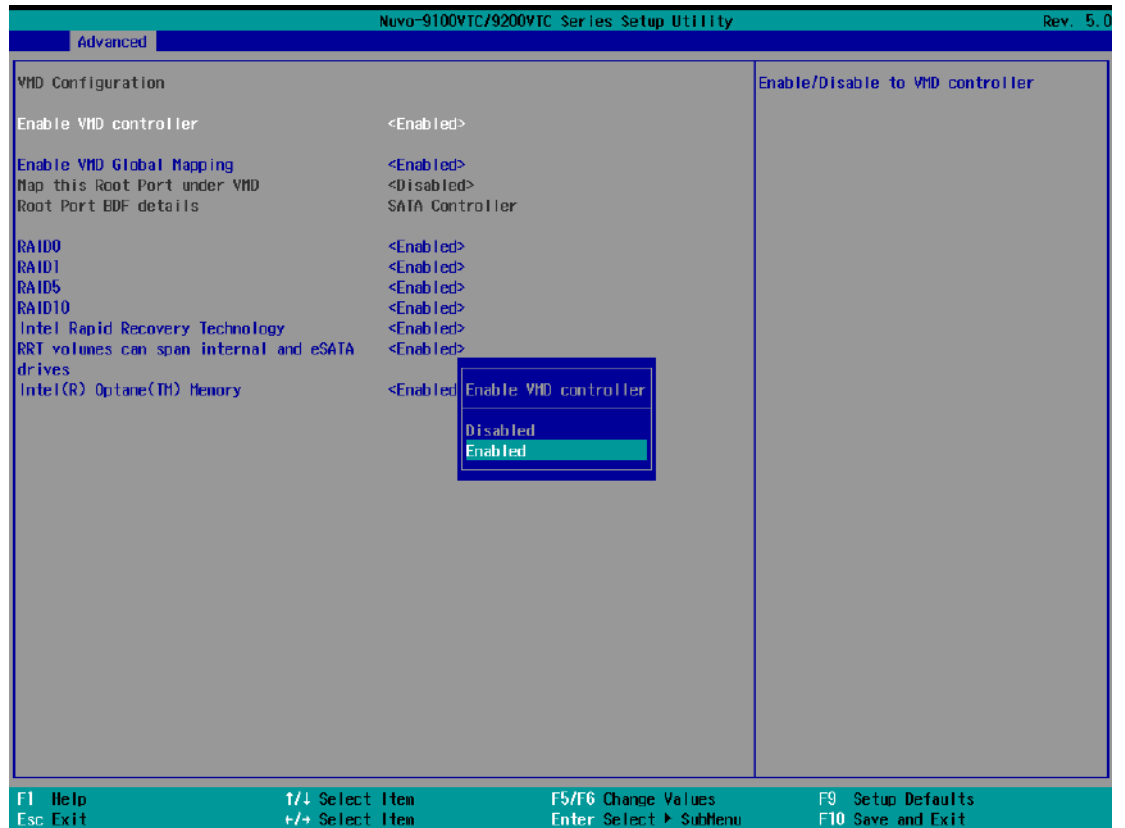 Nuvo-9100VTC/9200VTC Series Setup Utility Rev. 5.0
Advanced
VMD Configuration
Enable/Disable to VMD controller
Enable VMD controller <Enabled>
Enable VMD Global Mapping <Enabled>
Map this Root Port under VMD <Disabled>
Root Port BDF details SATA Controller
RAID0 <Enabled>
RAID1 <Enabled>
RAID5 <Enabled>
RAID10 <Enabled>
Intel Rapid Recovery Technology <Enabled>
RRT volumes can span internal and eSATA <Enabled>
drives
Intel(R) Optane(TM) Memory <Enabled
Enable VMD controller
Disabled
Enabled
F1 Help ↑/↓ Select Item F5/F6 Change Values F9 Setup Defaults
Esc Exit ←/→ Select Item Enter Select ▶ SubMenu F10 Save and Exit